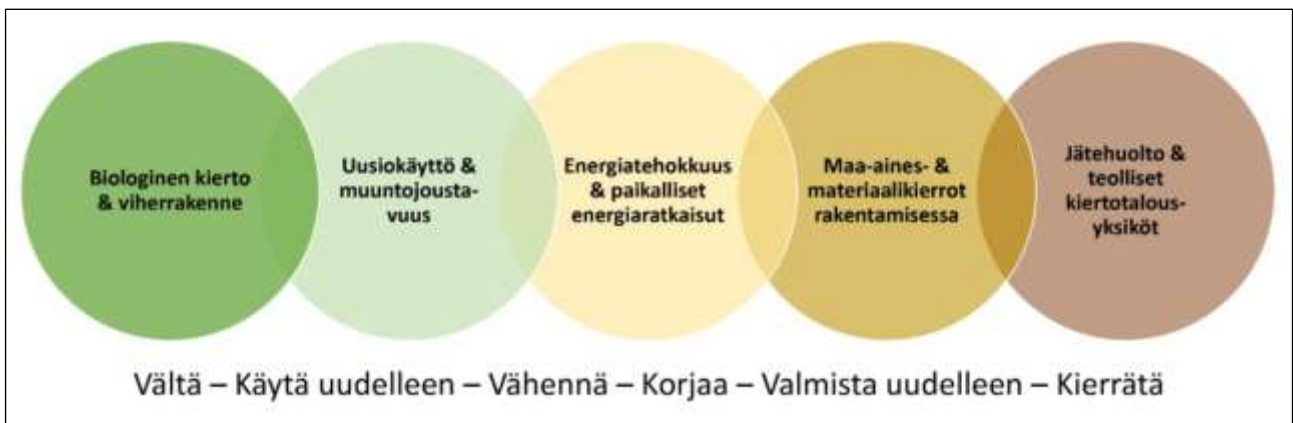 Biologinen kierto
& viherrakenne
Uusiokäyttö &
muuntojousta-
vuus
Energiatehokkuus
& paikalliset
energiaratkaisut
Maa-aines- &
materiaalikierrot
rakentamisessa
Jätehuolto &
teolliset
kiertotalous-
yksiköt
Vältä – Käytä uudelleen – Vähennä – Korjaa – Valmista uudelleen – Kierrätä